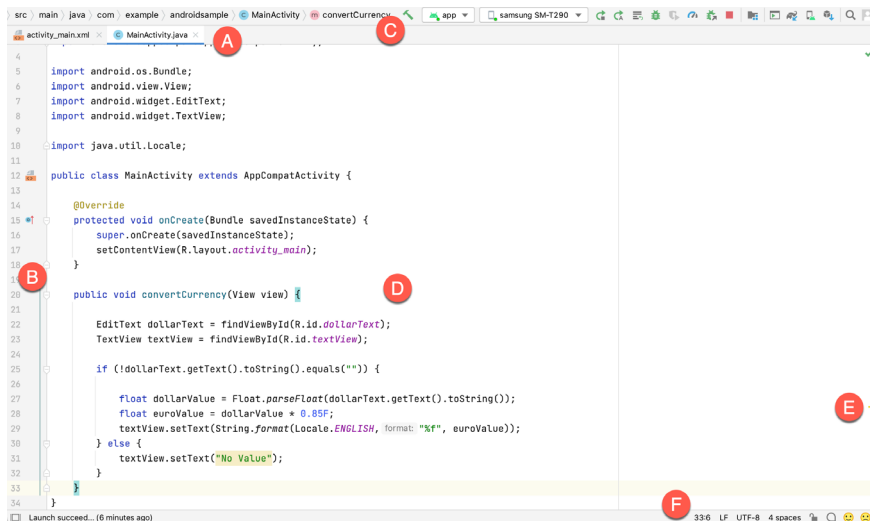 src main java com example androidsample MainActivity convertCurrency app samsung SM-T290
activity_main.xml MainActivity.java
A
C
4
5 import android.os.Bundle;
6 import android.view.View;
7 import android.widget.EditText;
8 import android.widget.TextView;
9
10 import java.util.Locale;
11
12 public class MainActivity extends AppCompatActivity {
13
14 @Override
15 protected void onCreate(Bundle savedInstanceState) {
16 super.onCreate(savedInstanceState);
17 setContentView(R.layout.activity_main);
18 }
19
B
20 public void convertCurrency(View view) {
D
21
22 EditText dollarText = findViewById(R.id.dollarText);
23 TextView textView = findViewById(R.id.textView);
24
25 if (!dollarText.getText().toString().equals("")) {
26
27 float dollarValue = Float.parseFloat(dollarText.getText().toString());
28 float euroValue = dollarValue * 0.85F;
E
29 textView.setText(String.format(Locale.ENGLISH, format: "%f", euroValue));
30 } else {
31 textView.setText("No Value");
32 }
33 }
34 }
F
Launch succeed... (6 minutes ago) 33:6 LF UTF-8 4 spaces